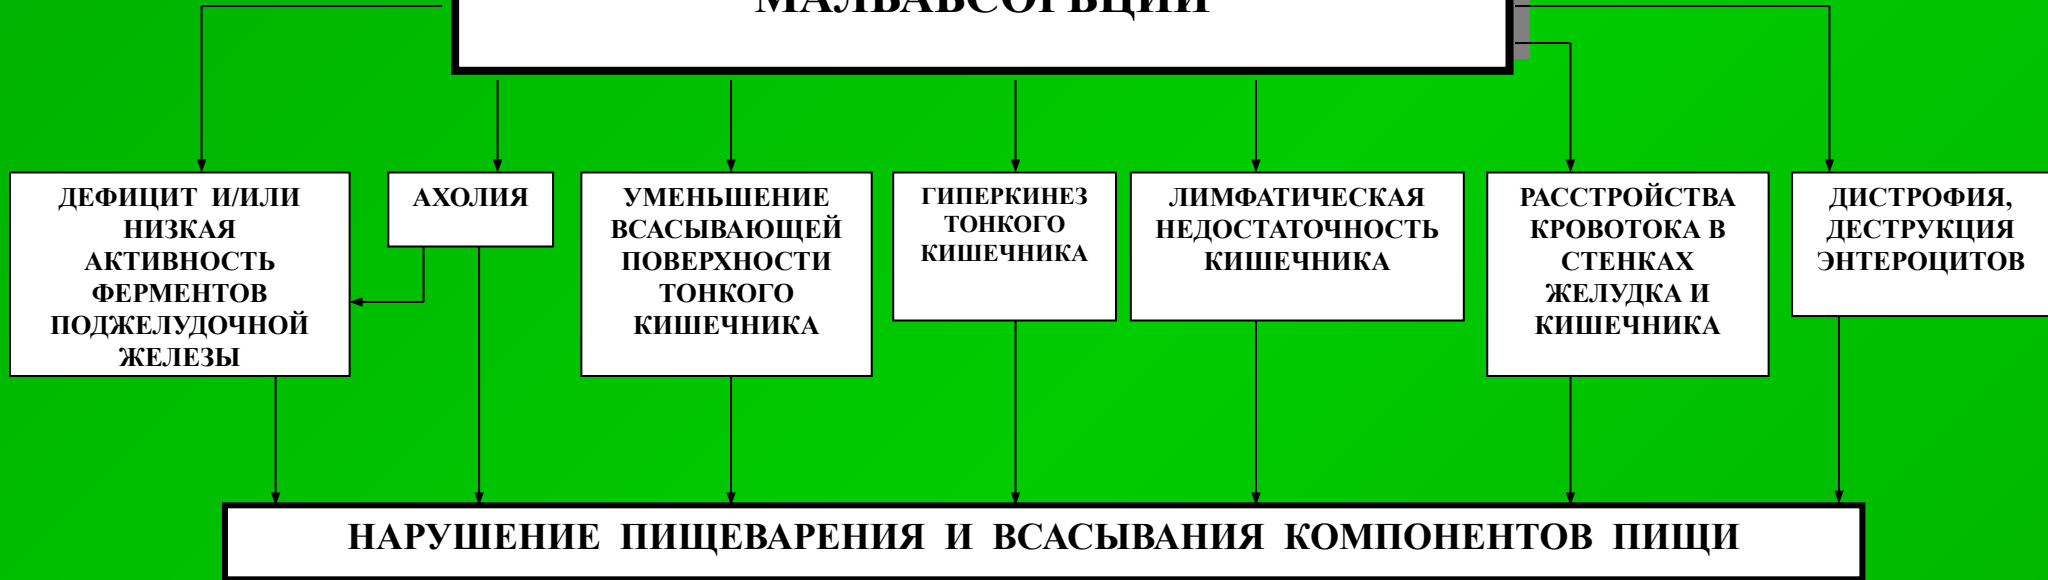 МАЛЬАБСОРБЦИИ
ДЕФИЦИТ И/ИЛИ
НИЗКАЯ
АКТИВНОСТЬ
ФЕРМЕНТОВ
ПОДЖЕЛУДОЧНОЙ
ЖЕЛЕЗЫ
АХОЛИЯ
УМЕНЬШЕНИЕ
ВСАСЫВАЮЩЕЙ
ПОВЕРХНОСТИ
ТОНКОГО
КИШЕЧНИКА
ГИПЕРКИНЕЗ
ТОНКОГО
КИШЕЧНИКА
ЛИМФАТИЧЕСКАЯ
НЕДОСТАТОЧНОСТЬ
КИШЕЧНИКА
РАССТРОЙСТВА
КРОВОТОКА В
СТЕНКАХ
ЖЕЛУДКА И
КИШЕЧНИКА
ДИСТРОФИЯ,
ДЕСТРУКЦИЯ
ЭНТЕРОЦИТОВ
НАРУШЕНИЕ ПИЩЕВАРЕНИЯ И ВСАСЫВАНИЯ КОМПОНЕНТОВ ПИЩИ